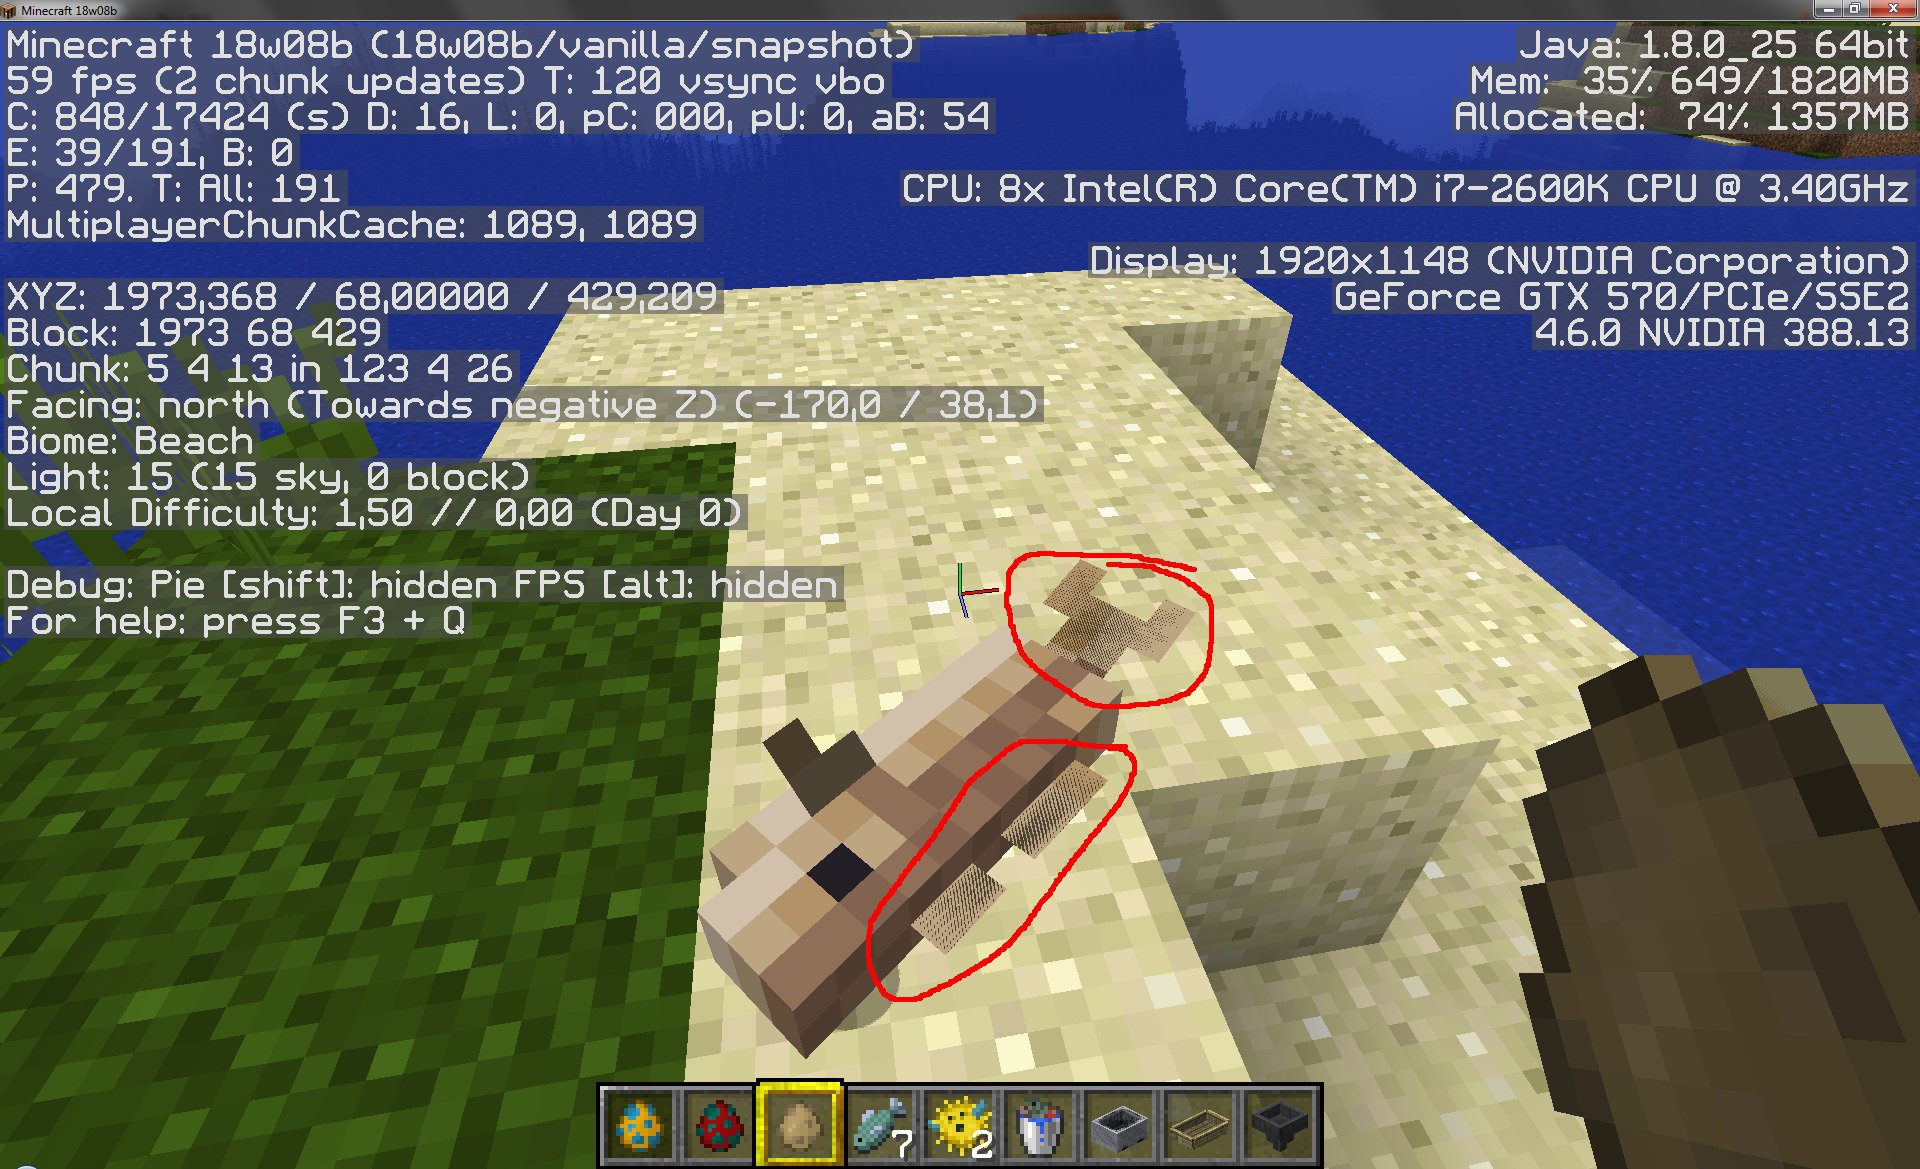 Minecraft 18w08b
Minecraft 18w08b (18w08b/vanilla/snapshot)
59 fps (2 chunk updates) T: 120 vsync vbo
C: 848/17424 (s) D: 16, L: 0, pC: 000, pU: 0, aB: 54
E: 39/191, B: 0
P: 479. T: All: 191
MultiplayerChunkCache: 1089, 1089
XYZ: 1973,368 / 68,00000 / 429,209
Block: 1973 68 429
Chunk: 5 4 13 in 123 4 26
Facing: north (Towards negative Z) (-170,0 / 38,1)
Biome: Beach
Light: 15 (15 sky, 0 block)
Local Difficulty: 1,50 // 0,00 (Day 0)
Debug: Pie [shift]: hidden FPS [alt]: hidden
For help: press F3 + Q
Java: 1.8.0_25 64bit
Mem: 35% 649/1820MB
Allocated: 74% 1357MB
CPU: 8x Intel(R) Core(TM) i7-2600K CPU @ 3.40GHz
Display: 1920x1148 (NVIDIA Corporation)
GeForce GTX 570/PCIe/SSE2
4.6.0 NVIDIA 388.13
7
2